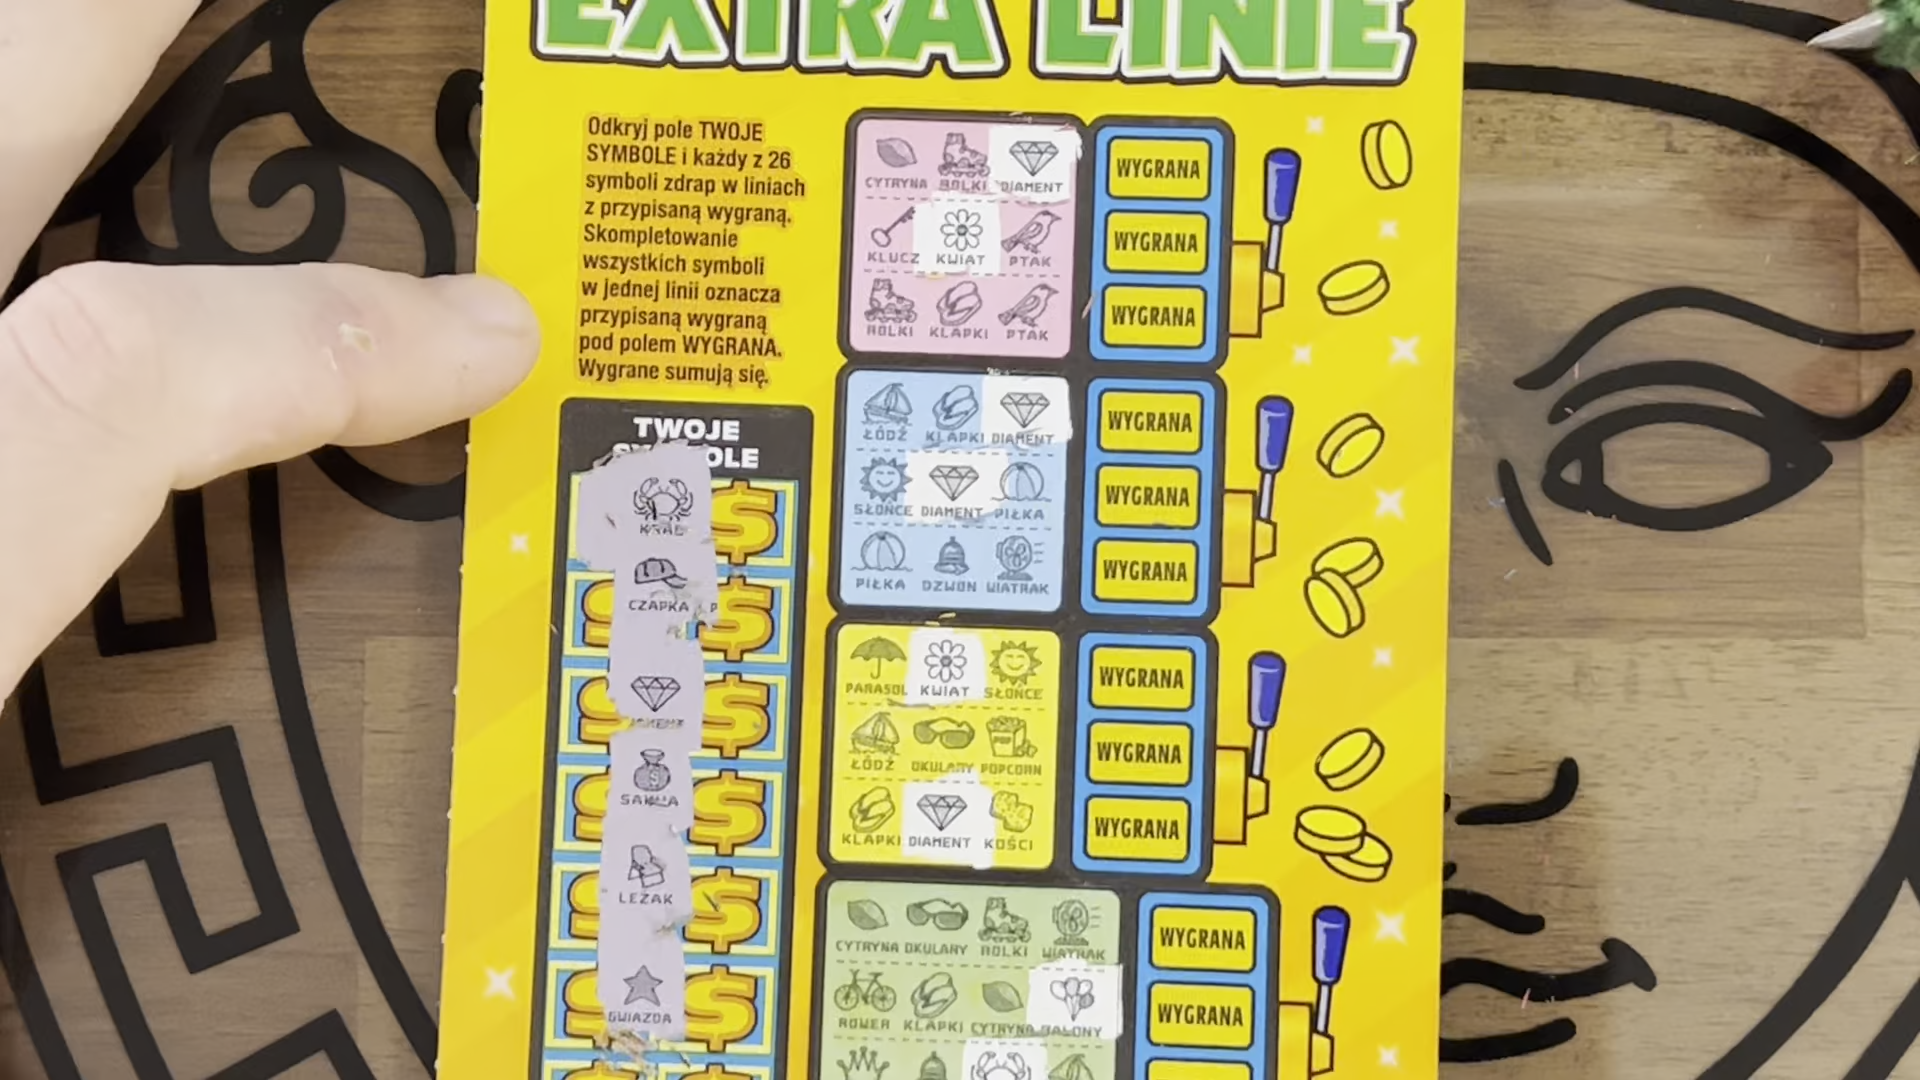 EXTRA LINIE
Odkryj pole TWOJE
SYMBOLE i każdy z 26
symboli zdrap w liniach
z przypisaną wygraną.
Skompletowanie
wszystkich symboli
w jednej linii oznacza
przypisaną wygraną
pod polem WYGRANA.
Wygrane sumują się.
TWOJE
KRAB
CZAPKA
LEŻAK
GWIAZDA
CYTRYNA ROLKI DIAMENT
KLUCZ KWIAT PTAK
ROLKI KLAPKI PTAK
WYGRANA
WYGRANA
WYGRANA
ŁÓDŹ KLAPKI DIAMENT
SŁOŃCE DIAMENT PIŁKA
PIŁKA DZWON WIATRAK
WYGRANA
WYGRANA
WYGRANA
PARASOL KWIAT SŁOŃCE
ŁÓDŹ OKULARY POPCORN
KLAPKI DIAMENT KOŚCI
WYGRANA
WYGRANA
WYGRANA
CYTRYNA OKULARY ROLKI WIATRAK
ROWER KLAPKI CYTRYNA BALONY
WYGRANA
WYGRANA